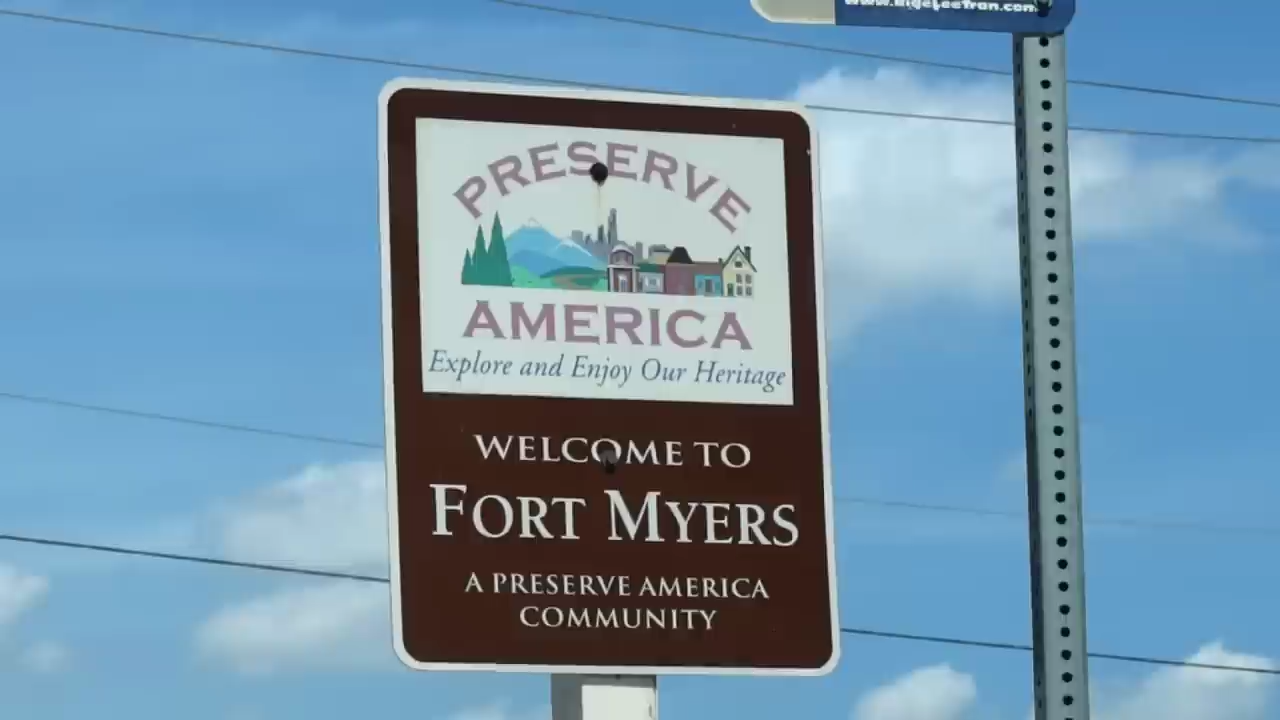 PRESERVE
AMERICA
Explore and Enjoy Our Heritage
WELCOME TO
FORT MYERS
A PRESERVE AMERICA
COMMUNITY